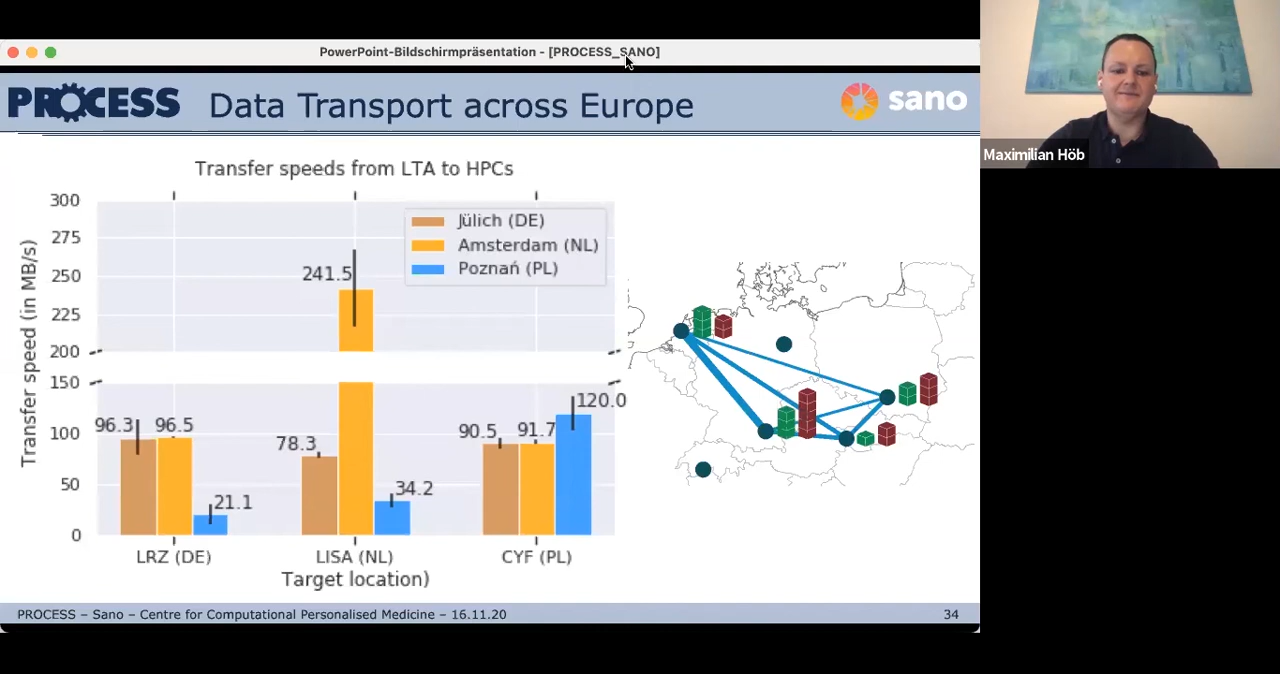 PowerPoint-Bildschirmpräsentation - [PROCESS_SANO]
PROCESS
Data Transport across Europe
sano
Maximilian Höb
Transfer speeds from LTA to HPCs
Transfer speed (in MB/s)
300
275
250
225
200
150
100
50
0
Jülich (DE)
Amsterdam (NL)
Poznań (PL)
96.3
96.5
21.1
78.3
241.5
34.2
90.5
91.7
120.0
LRZ (DE)
LISA (NL)
CYF (PL)
Target location)
PROCESS – Sano – Centre for Computational Personalised Medicine – 16.11.20
34